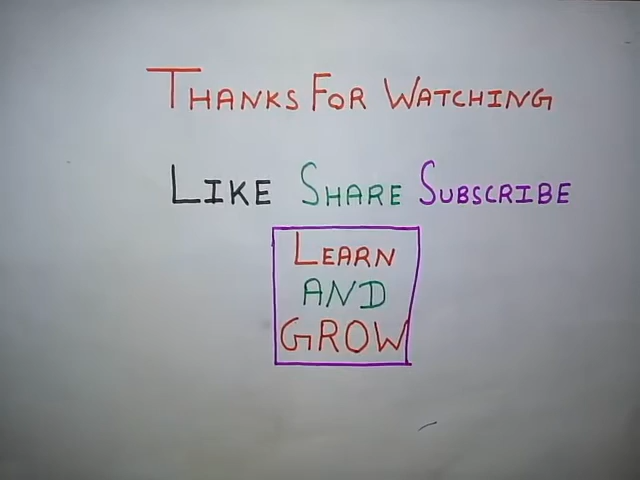 THANKS FOR WATCHING
LIKE SHARE SUBSCRIBE
LEARN
AND
GROW